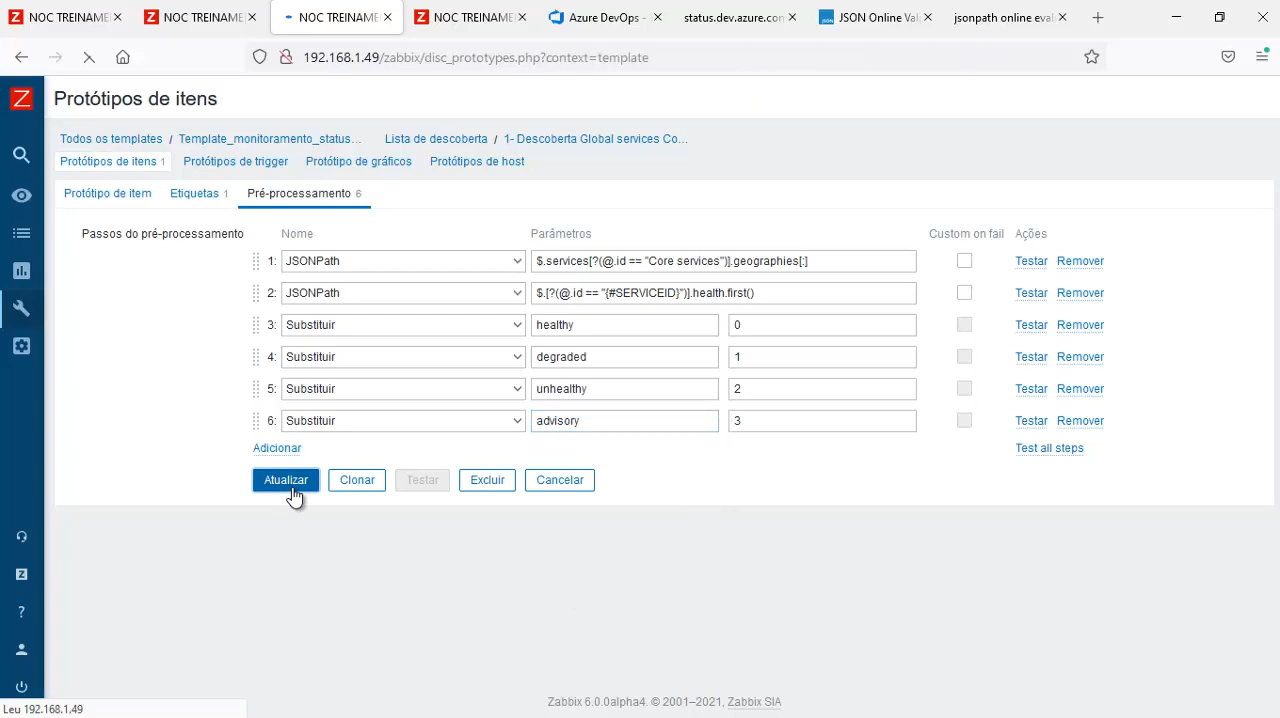 NOC TREINAME
NOC TREINAME
NOC TREINAME
NOC TREINAME
Azure DevOps -
status.dev.azure.con
JSON Online Vali
jsonpath online eval
192.168.1.49/zabbix/disc_prototypes.php?context=template
Z
Protótipos de itens
Todos os templates / Template_monitoramento_status... Lista de descoberta / 1- Descoberta Global services Co...
Protótipos de itens 1 Protótipos de trigger Protótipo de gráficos Protótipos de host
Protótipo de item Etiquetas 1 Pré-processamento 6
Passos do pré-processamento Nome Parâmetros Custom on fail Ações
1: JSONPath $.services[?(@.id == "Core services")].geographies[:] Testar Remover
2: JSONPath $.[?(@.id == "{#SERVICEID}")].health.first() Testar Remover
3: Substituir healthy 0 Testar Remover
4: Substituir degraded 1 Testar Remover
5: Substituir unhealthy 2 Testar Remover
6: Substituir advisory 3 Testar Remover
Adicionar Test all steps
Atualizar Clonar Testar Excluir Cancelar
Zabbix 6.0.0alpha4. © 2001–2021, Zabbix SIA
Leu 192.168.1.49